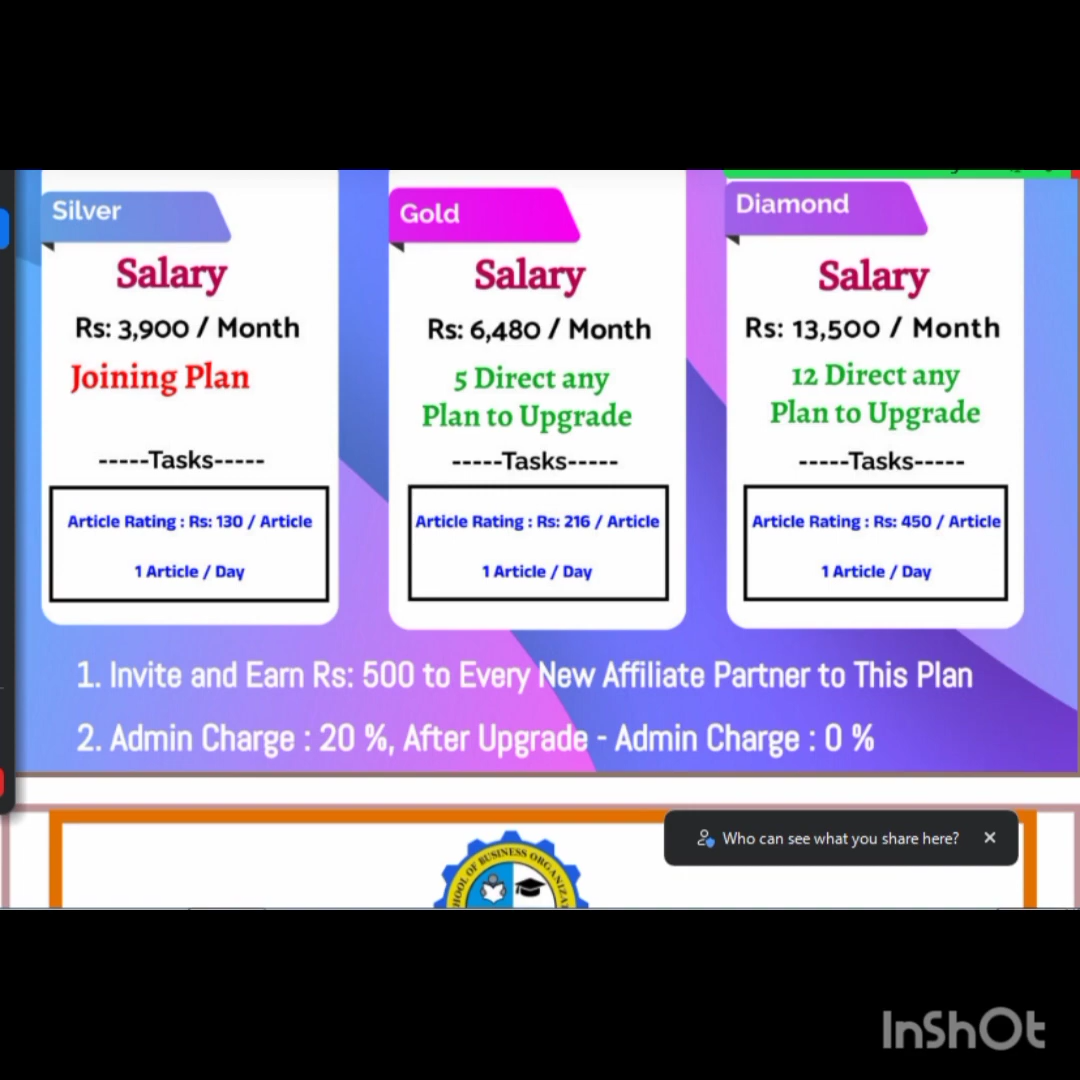 Silver
Salary
Rs: 3,900 / Month
Joining Plan
-----Tasks-----
Article Rating : Rs: 130 / Article
1 Article / Day
Gold
Salary
Rs: 6,480 / Month
5 Direct any
Plan to Upgrade
-----Tasks-----
Article Rating : Rs: 216 / Article
1 Article / Day
Diamond
Salary
Rs: 13,500 / Month
12 Direct any
Plan to Upgrade
-----Tasks-----
Article Rating : Rs: 450 / Article
1 Article / Day
1. Invite and Earn Rs: 500 to Every New Affiliate Partner to This Plan
2. Admin Charge : 20 %, After Upgrade - Admin Charge : 0 %
Who can see what you share here?
OF BUSINESS
InShOt